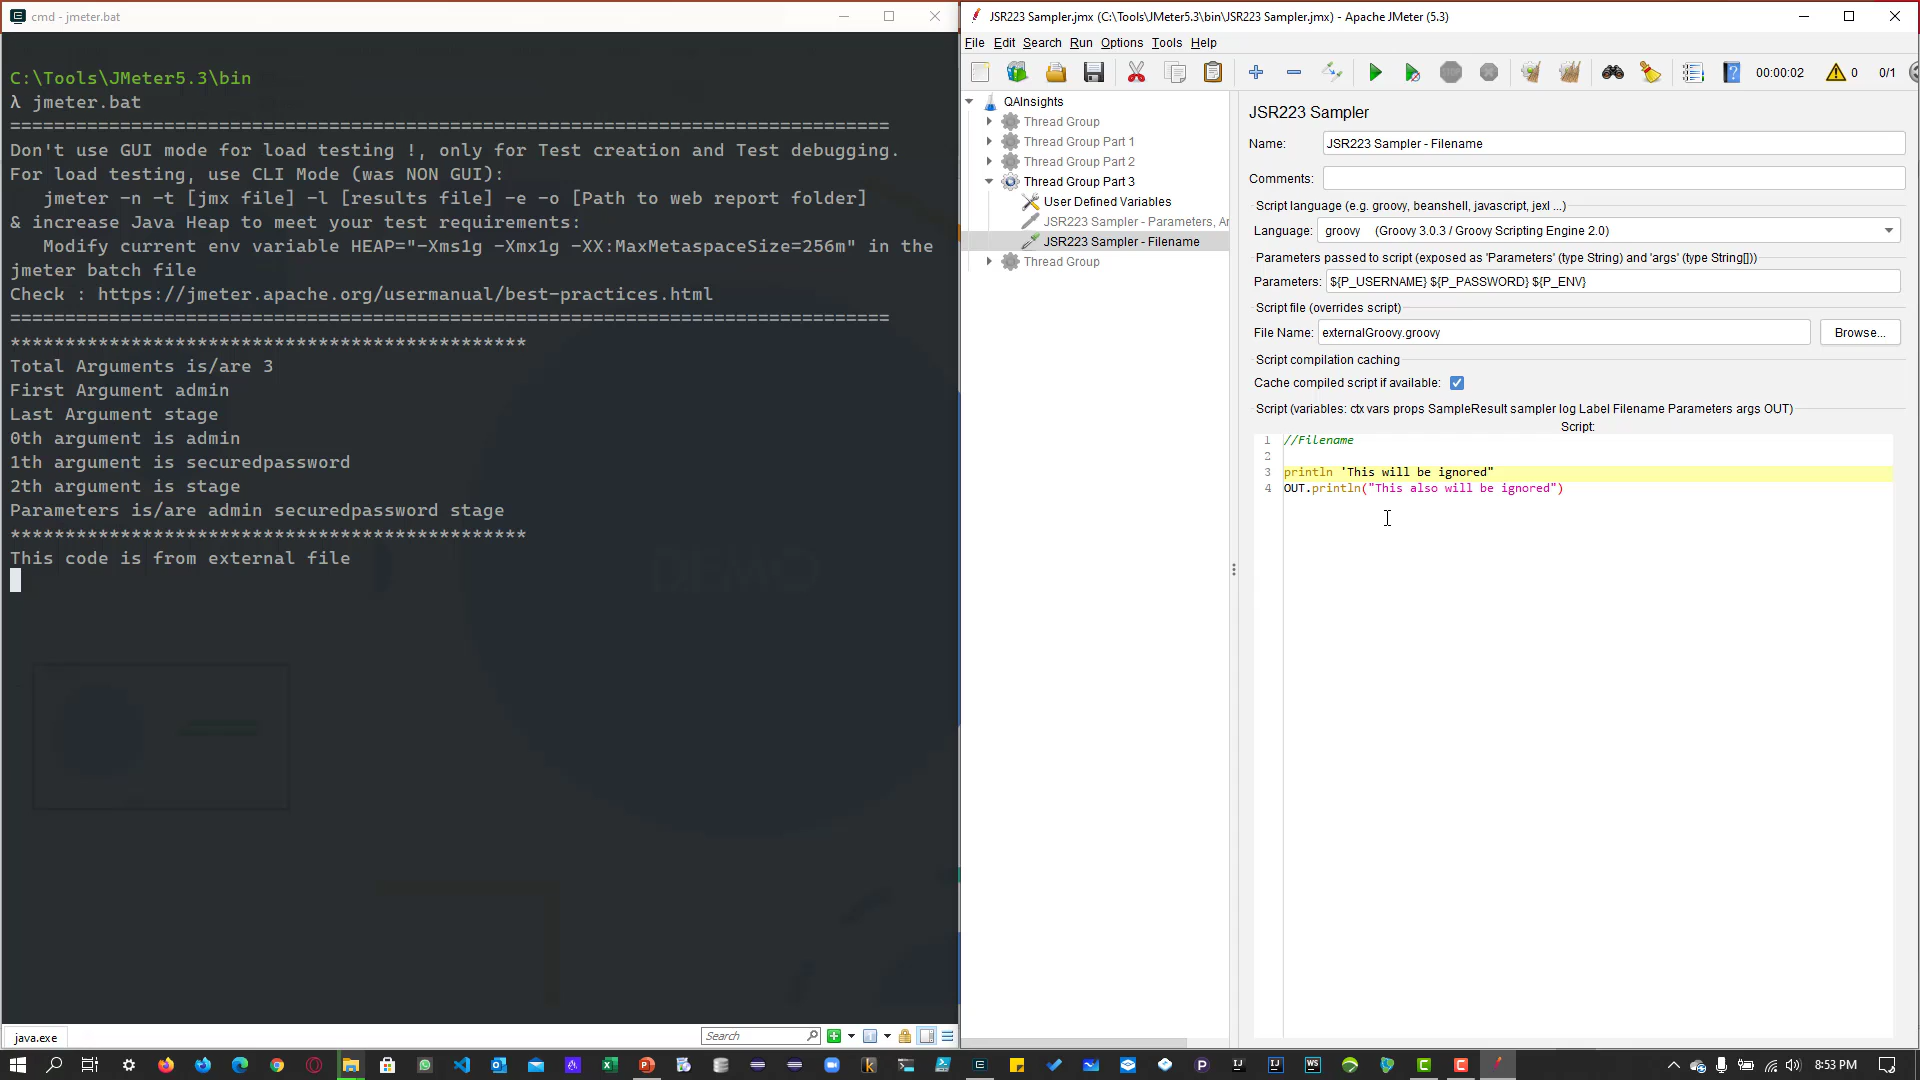 cmd - jmeter.bat
C:\Tools\JMeter5.3\bin
λ jmeter.bat
================================================================================
Don't use GUI mode for load testing !, only for Test creation and Test debugging.
For load testing, use CLI Mode (was NON GUI):
jmeter -n -t [jmx file] -l [results file] -e -o [Path to web report folder]
& increase Java Heap to meet your test requirements:
Modify current env variable HEAP="-Xms1g -Xmx1g -XX:MaxMetaspaceSize=256m" in the
jmeter batch file
Check : https://jmeter.apache.org/usermanual/best-practices.html
================================================================================
***********************************************
Total Arguments is/are 3
First Argument admin
Last Argument stage
0th argument is admin
1th argument is securedpassword
2th argument is stage
Parameters is/are admin securedpassword stage
***********************************************
This code is from external file
java.exe
Search
JSR223 Sampler.jmx (C:\Tools\JMeter5.3\bin\JSR223 Sampler.jmx) - Apache JMeter (5.3)
File Edit Search Run Options Tools Help
00:00:02 0 0/1
QAInsights
Thread Group
Thread Group Part 1
Thread Group Part 2
Thread Group Part 3
User Defined Variables
JSR223 Sampler - Parameters, Ar
JSR223 Sampler - Filename
Thread Group
JSR223 Sampler
Name: JSR223 Sampler - Filename
Comments:
Script language (e.g. groovy, beanshell, javascript, jexl ...)
Language: groovy (Groovy 3.0.3 / Groovy Scripting Engine 2.0)
Parameters passed to script (exposed as 'Parameters' (type String) and 'args' (type String[]))
Parameters: ${P_USERNAME} ${P_PASSWORD} ${P_ENV}
Script file (overrides script)
File Name: externalGroovy.groovy Browse...
Script compilation caching
Cache compiled script if available:
Script (variables: ctx vars props SampleResult sampler log Label Filename Parameters args OUT)
Script:
1 //Filename
2
3 println 'This will be ignored"
4 OUT.println("This also will be ignored")
8:53 PM